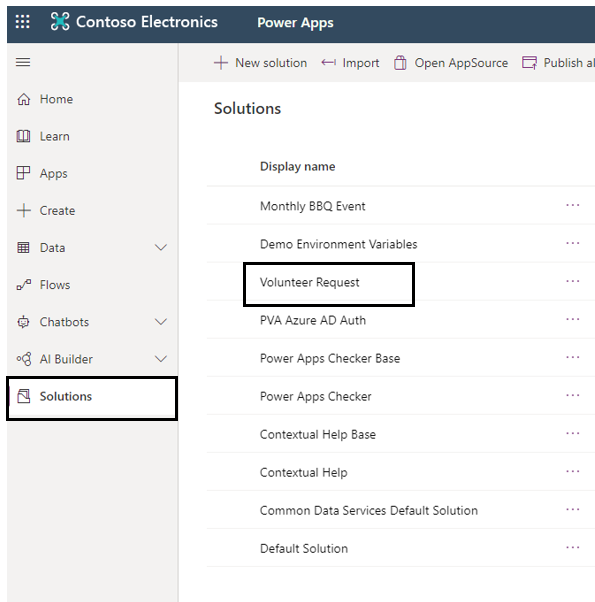 Contoso Electronics Power Apps
New solution Import Open AppSource Publish al
Home
Learn
Apps
Create
Data
Flows
Chatbots
AI Builder
Solutions
Solutions
Display name
Monthly BBQ Event
Demo Environment Variables
Volunteer Request
PVA Azure AD Auth
Power Apps Checker Base
Power Apps Checker
Contextual Help Base
Contextual Help
Common Data Services Default Solution
Default Solution